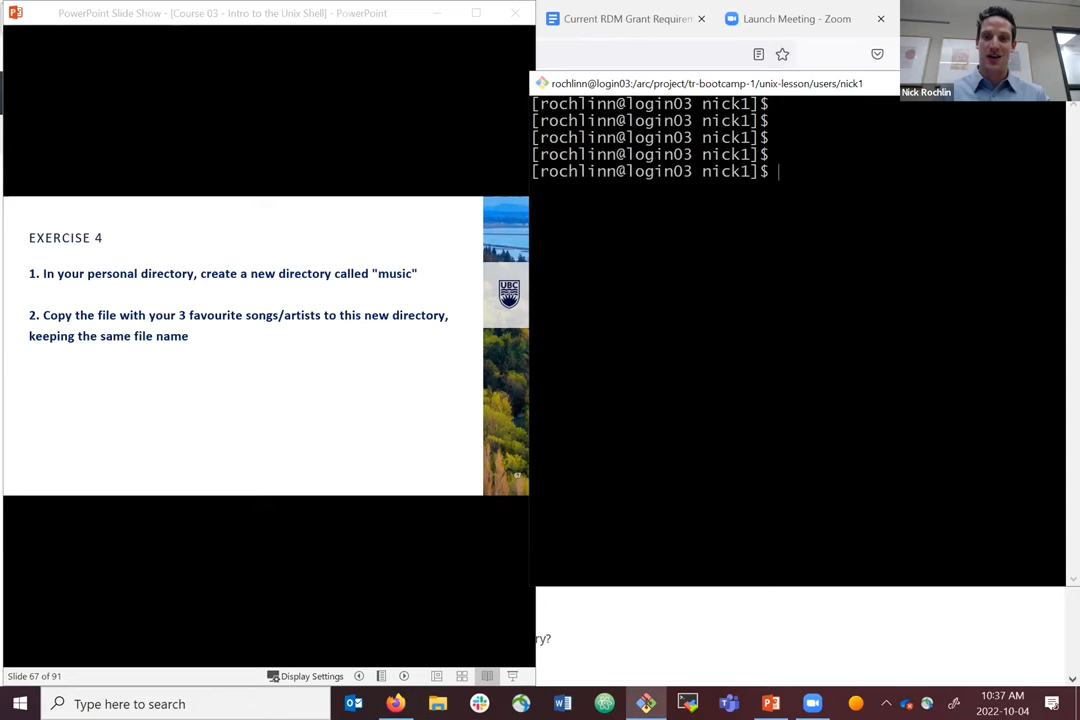 PowerPoint Slide Show - [Course 03 - Intro to the Unix Shell] - PowerPoint
Current RDM Grant Requirem
Launch Meeting - Zoom
rochlinn@login03:/arc/project/tr-bootcamp-1/unix-lesson/users/nick1
Nick Rochlin
[rochlinn@login03 nick1]$
[rochlinn@login03 nick1]$
[rochlinn@login03 nick1]$
[rochlinn@login03 nick1]$
[rochlinn@login03 nick1]$
EXERCISE 4
1. In your personal directory, create a new directory called "music"
2. Copy the file with your 3 favourite songs/artists to this new directory,
keeping the same file name
UBC
67
ry?
Slide 67 of 91
Display Settings
Type here to search
10:37 AM
2022-10-04